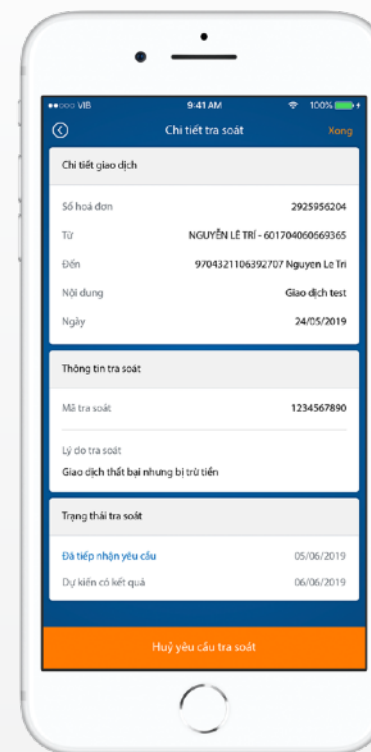 VIB 9:41 AM 100%
Chi tiết tra soát Xong
Chi tiết giao dịch
Số hoá đơn 2925956204
Từ NGUYỄN LÊ TRÍ - 601704060669365
Đến 9704321106392707 Nguyen Le Tri
Nội dung Giao dịch test
Ngày 24/05/2019
Thông tin tra soát
Mã tra soát 1234567890
Lý do tra soát
Giao dịch thất bại nhưng bị trừ tiền
Trạng thái tra soát
Đã tiếp nhận yêu cầu 05/06/2019
Dự kiến có kết quả 06/06/2019
Huỷ yêu cầu tra soát